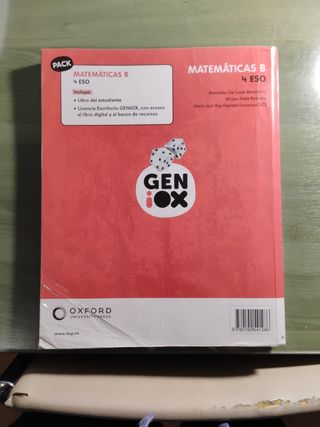 PACK
MATEMÁTICAS B
4 ESO
Incluye:
• Libro del estudiante
• Licencia Escritorio GENiOX, con acceso
al libro digital y al banco de recursos
MATEMÁTICAS B
4 ESO
GEN
iOX
OXFORD
UNIVERSITY PRESS
www.oup.es